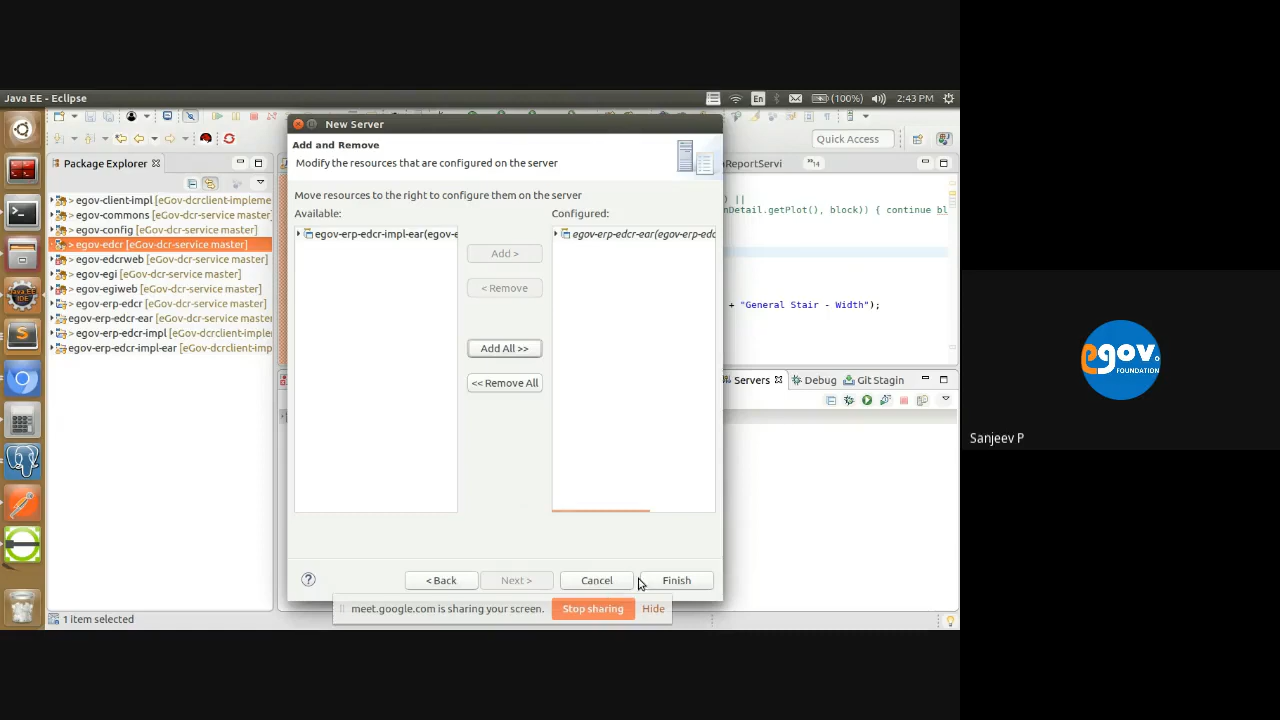 Java EE - Eclipse
En
(100%)
2:43 PM
New Server
Quick Access
Add and Remove
Modify the resources that are configured on the server
Package Explorer
ReportServi
14
egov-client-impl [eGov-dcrclient-impleme
egov-commons [eGov-dcr-service master]
egov-config [eGov-dcr-service master]
egov-edcr [eGov-dcr-service master]
egov-edcrweb [eGov-dcr-service master]
egov-egi [eGov-dcr-service master]
egov-egiweb [eGov-dcr-service master]
egov-erp-edcr [eGov-dcr-service master]
egov-erp-edcr-ear [eGov-dcr-service master]
egov-erp-edcr-impl [eGov-dcrclient-imple
egov-erp-edcr-impl-ear [eGov-dcrclient-imp
Move resources to the right to configure them on the server
Available:
Configured:
egov-erp-edcr-impl-ear(egov-e
egov-erp-edcr-ear(egov-erp-edc
Add >
< Remove
Add All >>
<< Remove All
) ||
nDetail.getPlot(), block)) { continue bl
+ "General Stair - Width");
Servers
Debug
Git Stagin
< Back
Next >
Cancel
Finish
meet.google.com is sharing your screen.
Stop sharing
Hide
1 item selected
egov
FOUNDATION
Sanjeev P